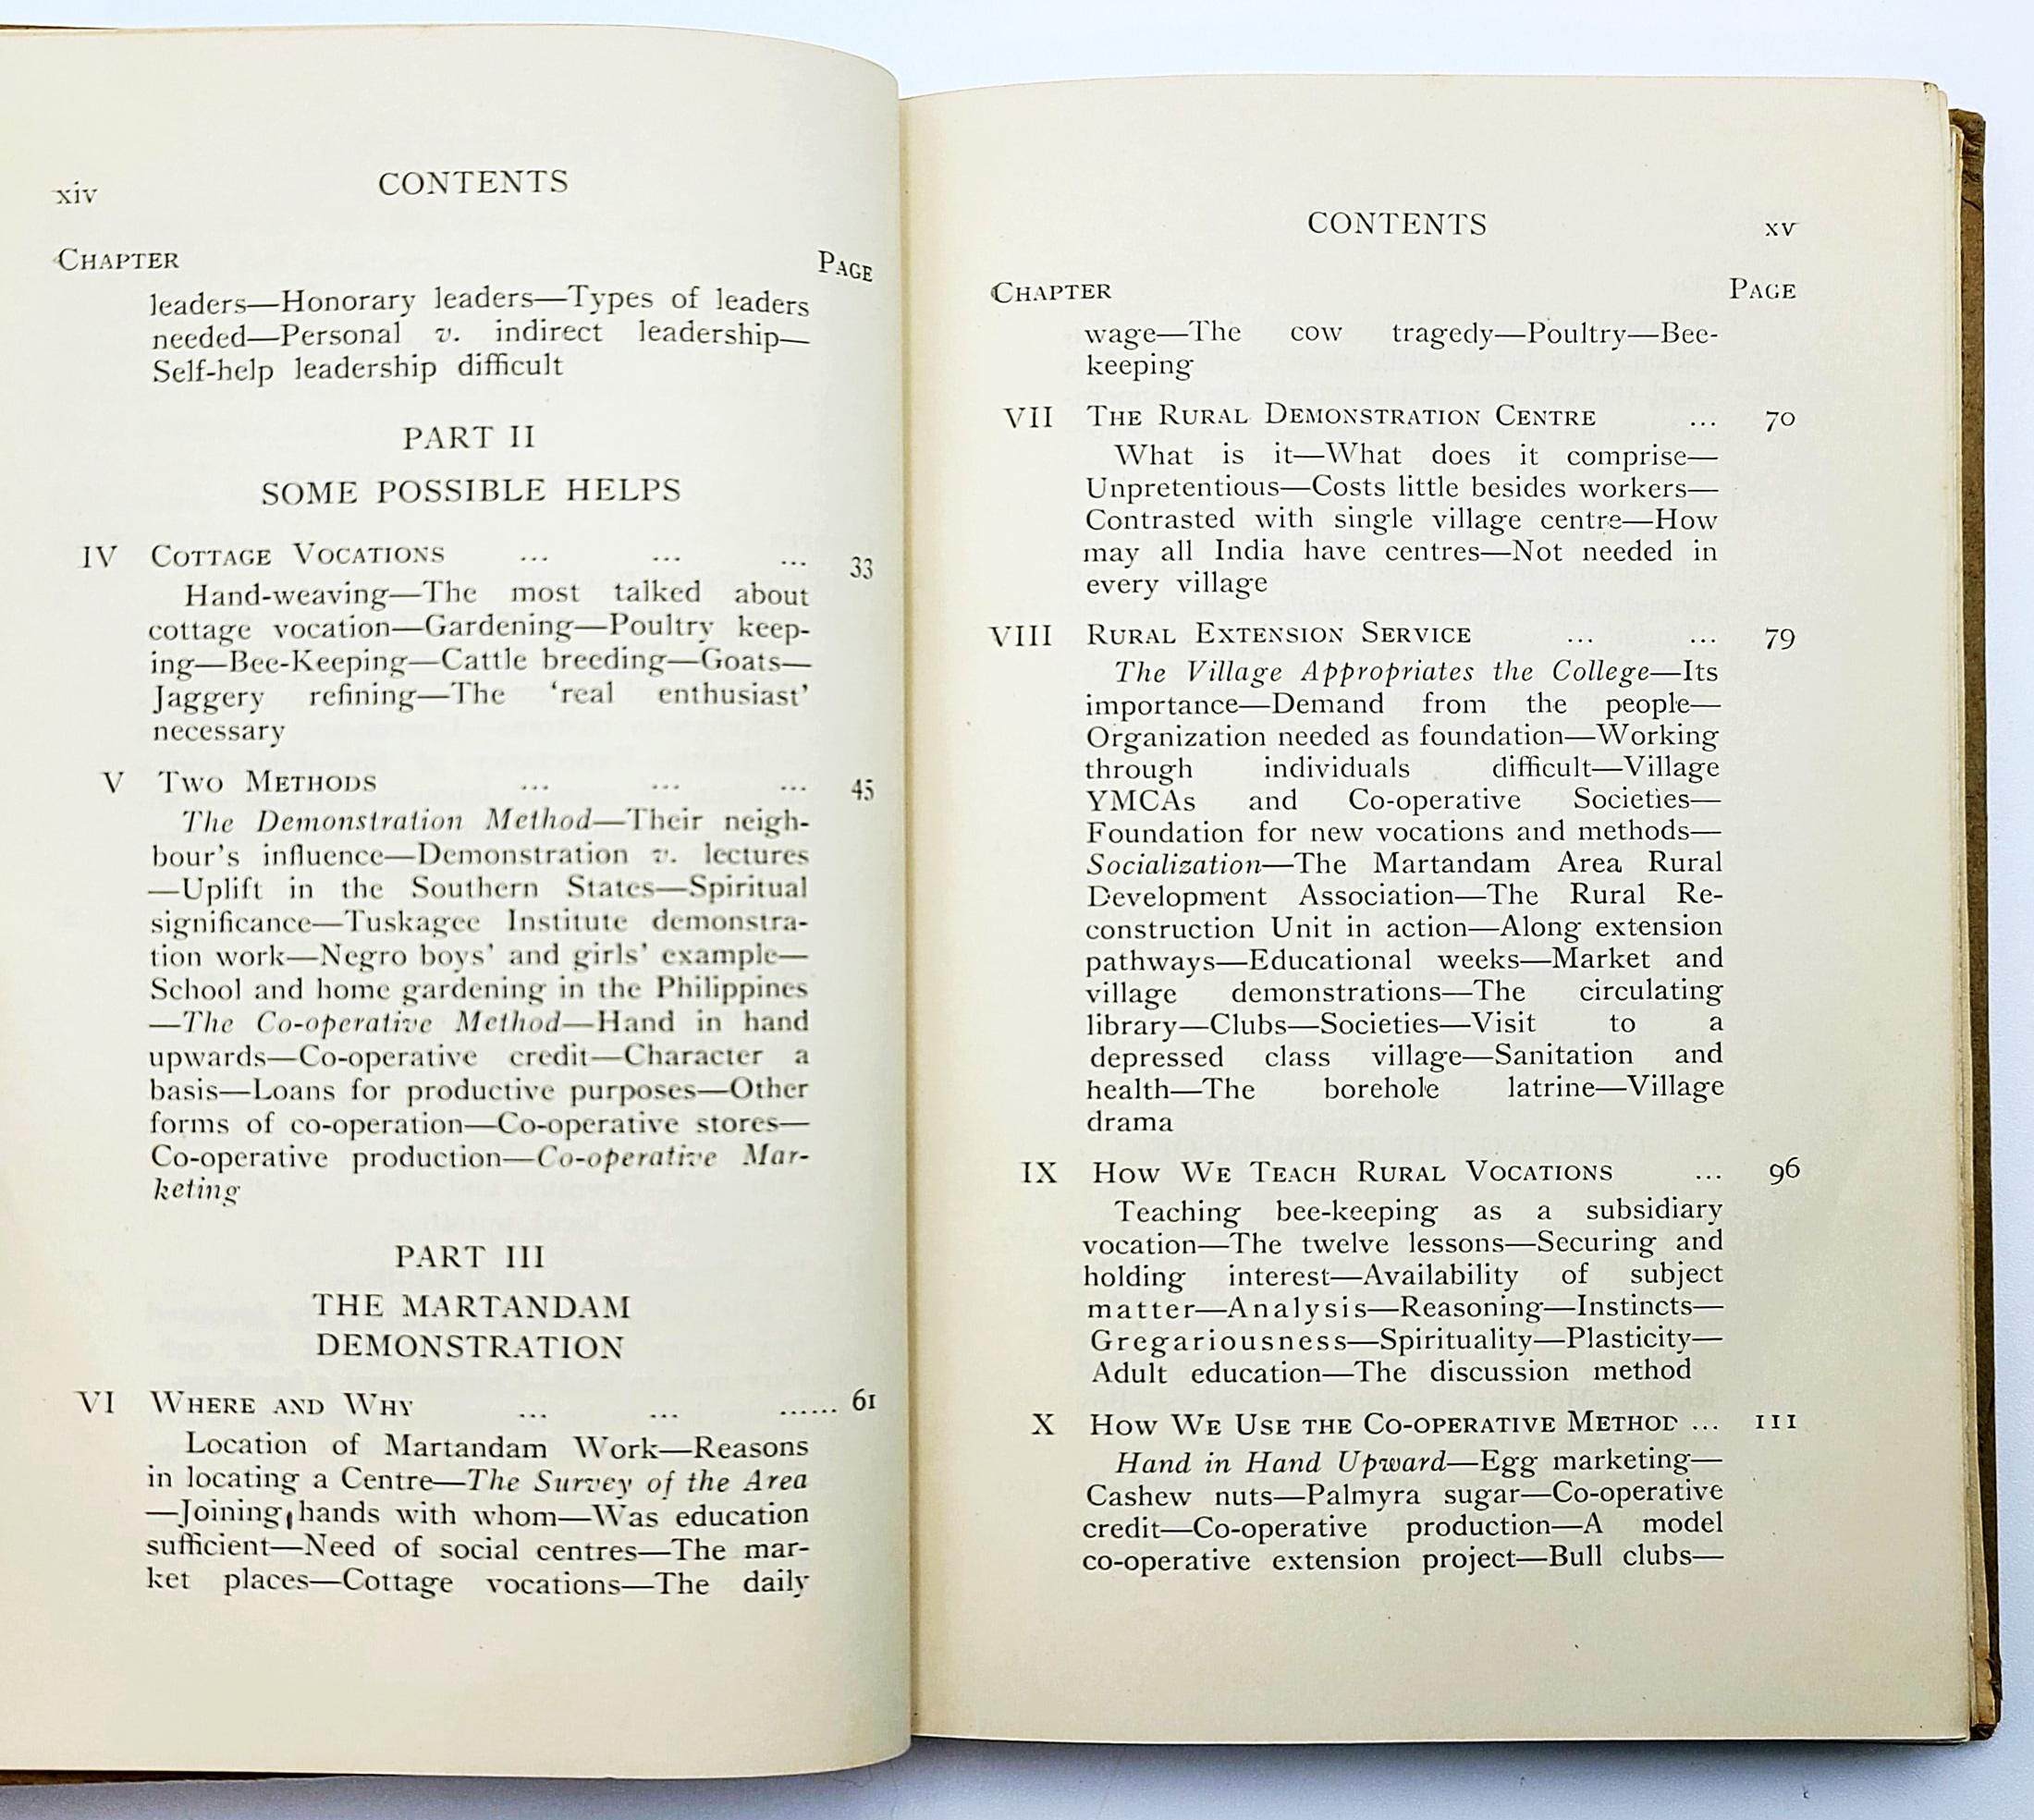 xiv CONTENTS
CHAPTER PAGE
leaders—Honorary leaders—Types of leaders
needed—Personal v. indirect leadership—
Self-help leadership difficult
PART II
SOME POSSIBLE HELPS
IV COTTAGE VOCATIONS ... ... ... 33
Hand-weaving—The most talked about
cottage vocation—Gardening—Poultry keep-
ing—Bee-Keeping—Cattle breeding—Goats—
Jaggery refining—The ‘real enthusiast’
necessary
V TWO METHODS ... ... ... 45
The Demonstration Method—Their neigh-
bour's influence—Demonstration v. lectures
—Uplift in the Southern States—Spiritual
significance—Tuskagee Institute demonstra-
tion work—Negro boys' and girls' example—
School and home gardening in the Philippines
—The Co-operative Method—Hand in hand
upwards—Co-operative credit—Character a
basis—Loans for productive purposes—Other
forms of co-operation—Co-operative stores—
Co-operative production—Co-operative Mar-
keting
PART III
THE MARTANDAM
DEMONSTRATION
VI WHERE AND WHY ... ... ...... 61
Location of Martandam Work—Reasons
in locating a Centre—The Survey of the Area
—Joining hands with whom—Was education
sufficient—Need of social centres—The mar-
ket places—Cottage vocations—The daily
CONTENTS xv
CHAPTER PAGE
wage—The cow tragedy—Poultry—Bee-
keeping
VII THE RURAL DEMONSTRATION CENTRE ... 70
What is it—What does it comprise—
Unpretentious—Costs little besides workers—
Contrasted with single village centre—How
may all India have centres—Not needed in
every village
VIII RURAL EXTENSION SERVICE ... ... 79
The Village Appropriates the College—Its
importance—Demand from the people—
Organization needed as foundation—Working
through individuals difficult—Village
YMCAs and Co-operative Societies—
Foundation for new vocations and methods—
Socialization—The Martandam Area Rural
Development Association—The Rural Re-
construction Unit in action—Along extension
pathways—Educational weeks—Market and
village demonstrations—The circulating
library—Clubs—Societies—Visit to a
depressed class village—Sanitation and
health—The borehole latrine—Village
drama
IX HOW WE TEACH RURAL VOCATIONS ... 96
Teaching bee-keeping as a subsidiary
vocation—The twelve lessons—Securing and
holding interest—Availability of subject
matter—Analysis—Reasoning—Instincts—
Gregariousness—Spirituality—Plasticity—
Adult education—The discussion method
X HOW WE USE THE CO-OPERATIVE METHOD ... 111
Hand in Hand Upward—Egg marketing—
Cashew nuts—Palmyra sugar—Co-operative
credit—Co-operative production—A model
co-operative extension project—Bull clubs—